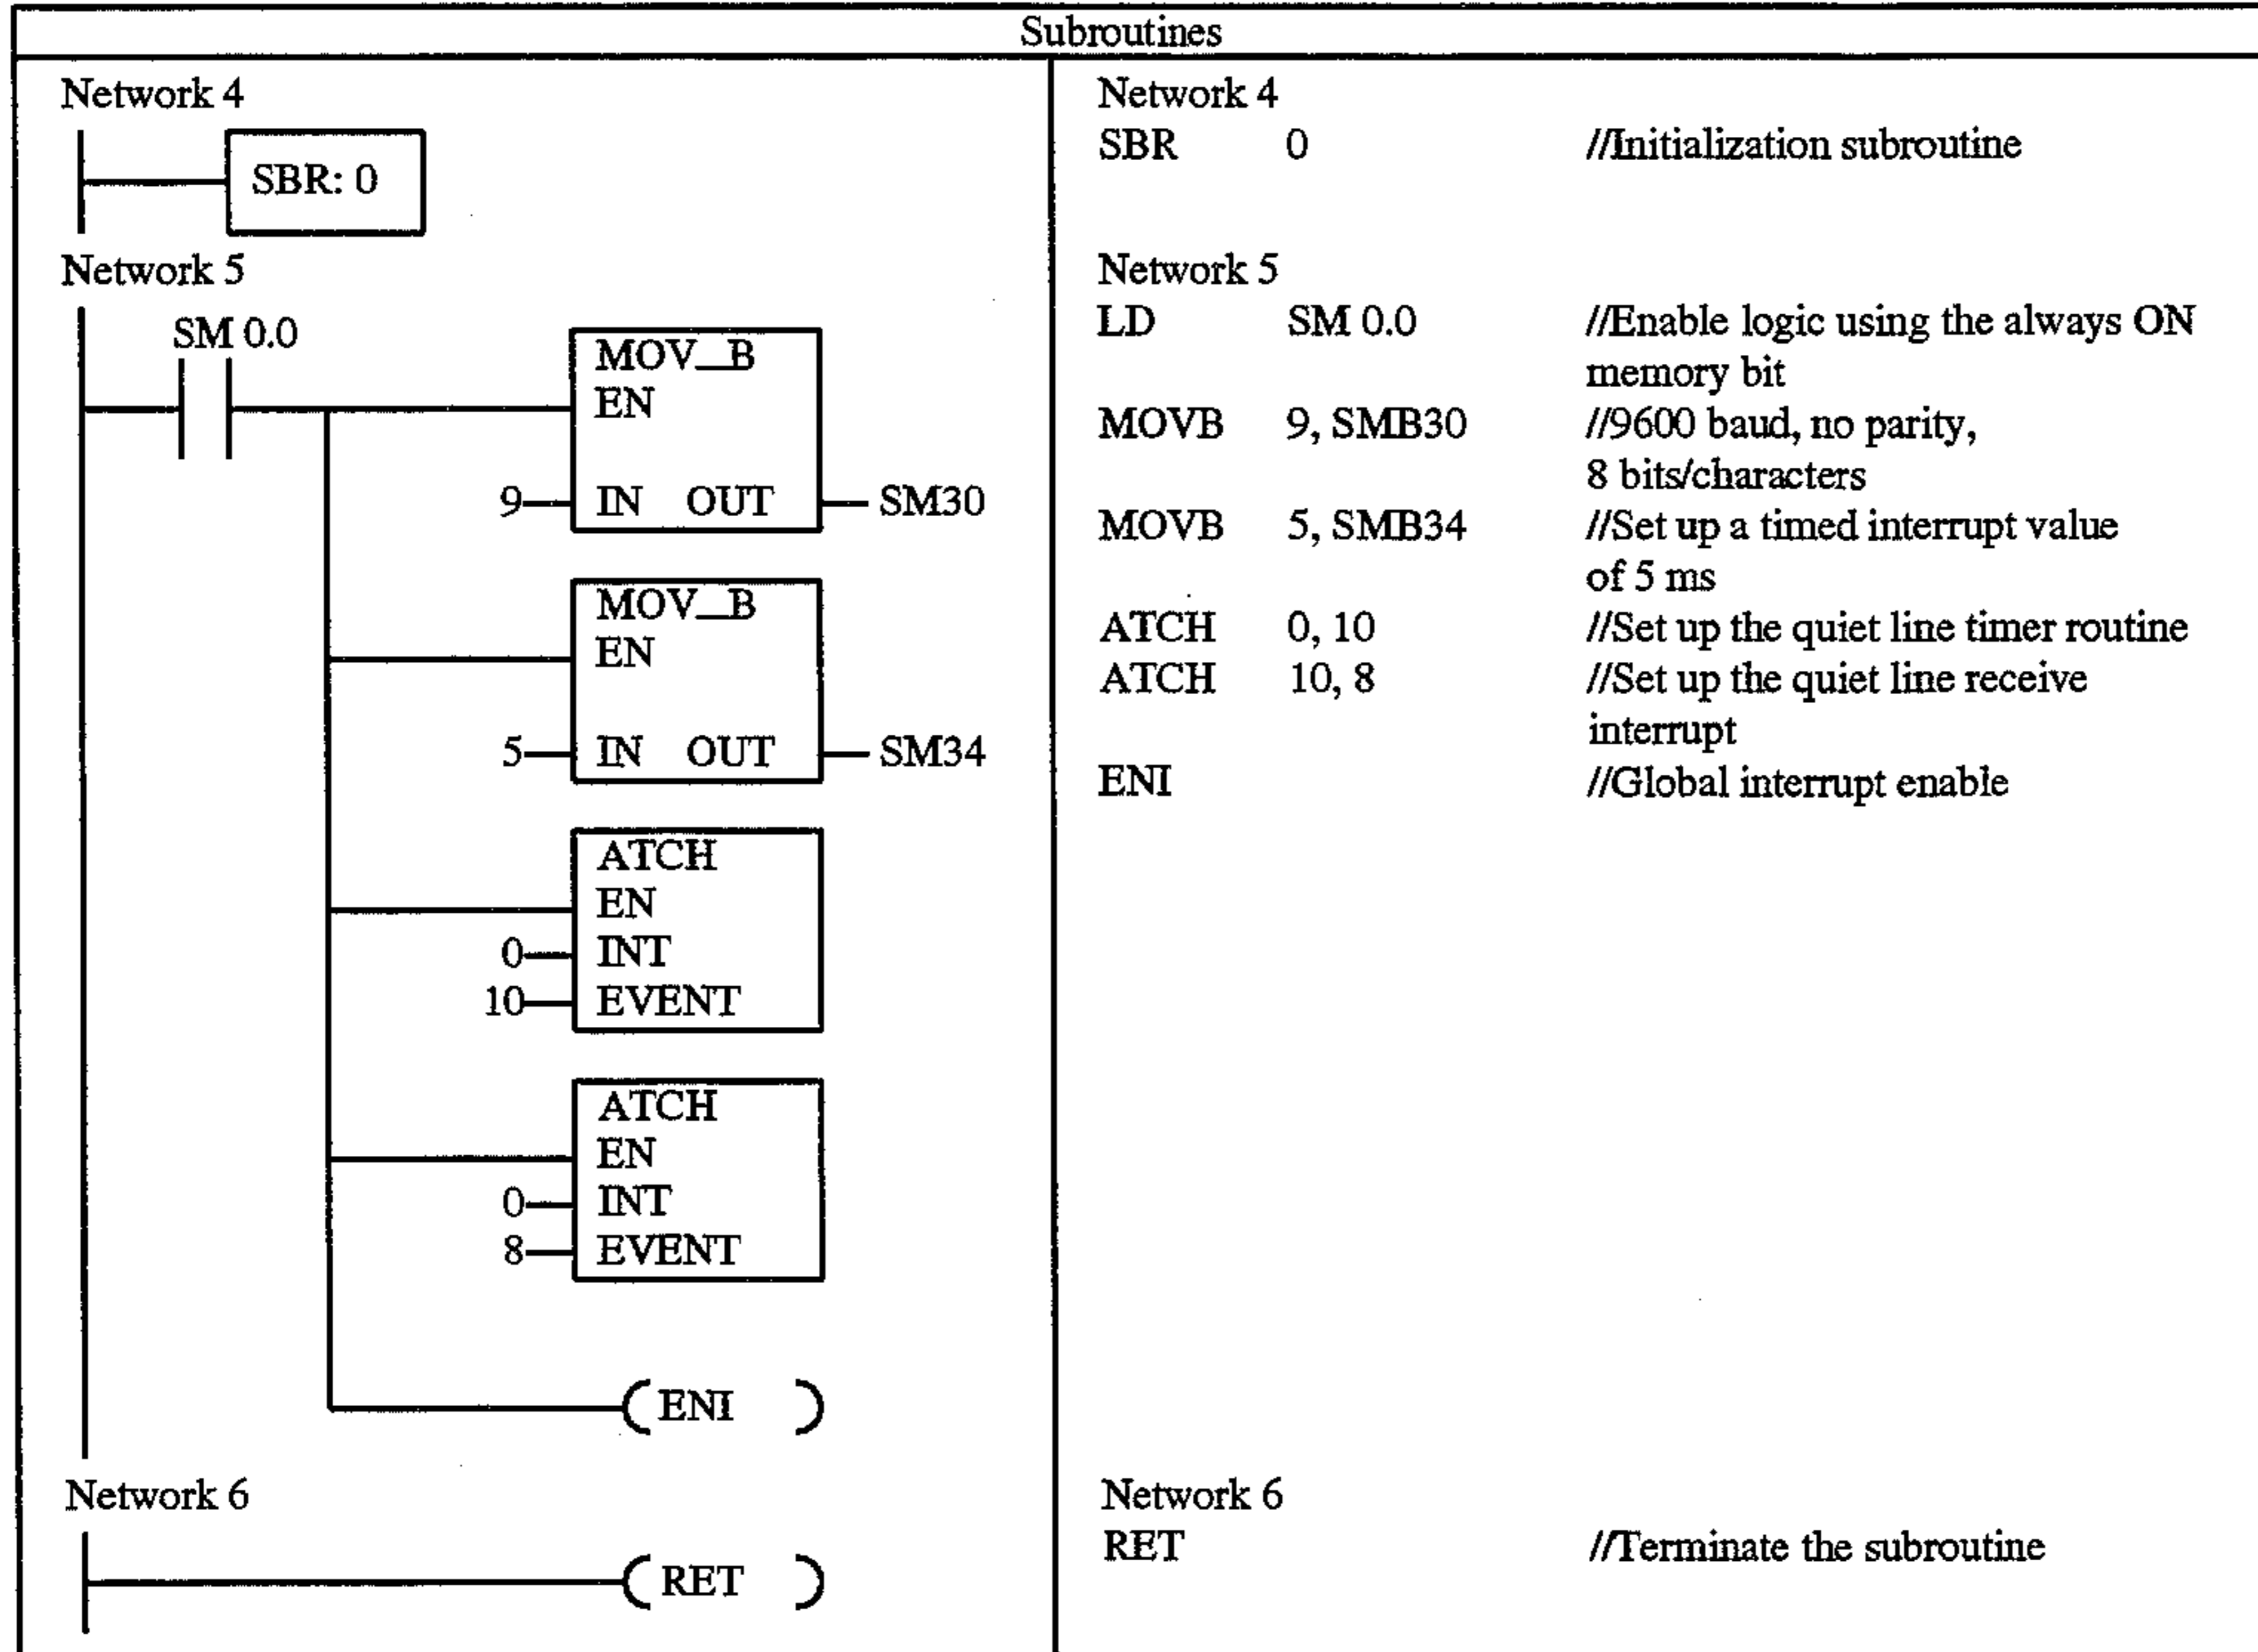 Subroutines
Network 4
SBR: 0
Network 5
SM 0.0
MOV_B
EN
9 IN OUT SM30
MOV_B
EN
5 IN OUT SM34
ATCH
EN
0 INT
10 EVENT
ATCH
EN
0 INT
8 EVENT
ENI
Network 6
RET
Network 4
SBR 0 //Initialization subroutine
Network 5
LD SM 0.0 //Enable logic using the always ON
memory bit
MOVB 9, SMB30 //9600 baud, no parity,
8 bits/characters
MOVB 5, SMB34 //Set up a timed interrupt value
of 5 ms
ATCH 0, 10 //Set up the quiet line timer routine
ATCH 10, 8 //Set up the quiet line receive
interrupt
ENI //Global interrupt enable
Network 6
RET //Terminate the subroutine